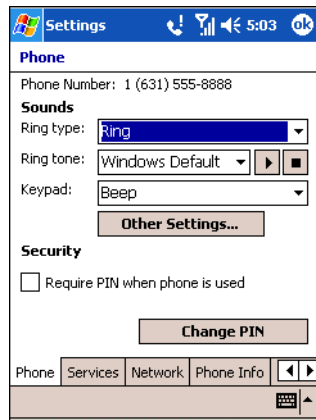 Settings 5:03 ok
Phone
Phone Number: 1 (631) 555-8888
Sounds
Ring type: Ring
Ring tone: Windows Default
Keypad: Beep
Other Settings...
Security
Require PIN when phone is used
Change PIN
Phone Services Network Phone Info